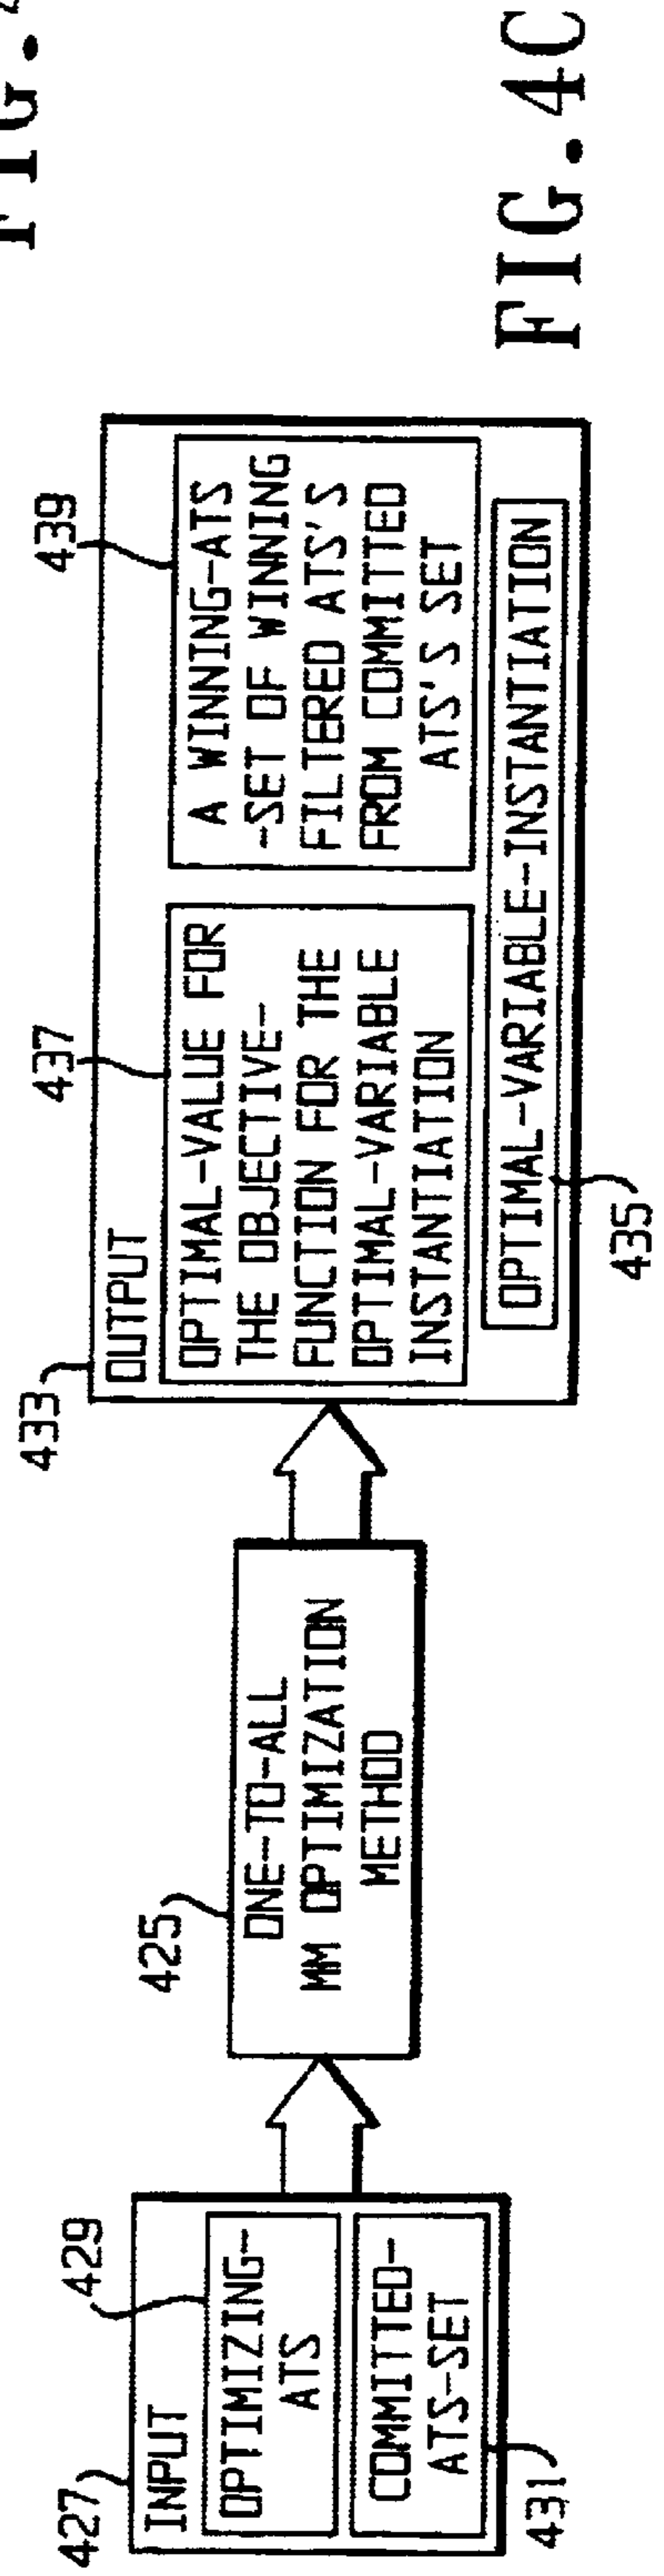 427
INPUT
429
OPTIMIZING-
ATS
COMMITTED-
ATS-SET
431
425
ONE-TO-ALL
MM OPTIMIZATION
METHOD
433
OUTPUT
437
OPTIMAL-VALUE FOR
THE OBJECTIVE-
FUNCTION FOR THE
OPTIMAL-VARIABLE
INSTANTIATION
439
A WINNING-ATS
-SET OF WINNING
FILTERED ATS'S
FROM COMMITTED
ATS'S SET
OPTIMAL-VARIABLE-INSTANTIATION
435
FIG.4C
FIG.